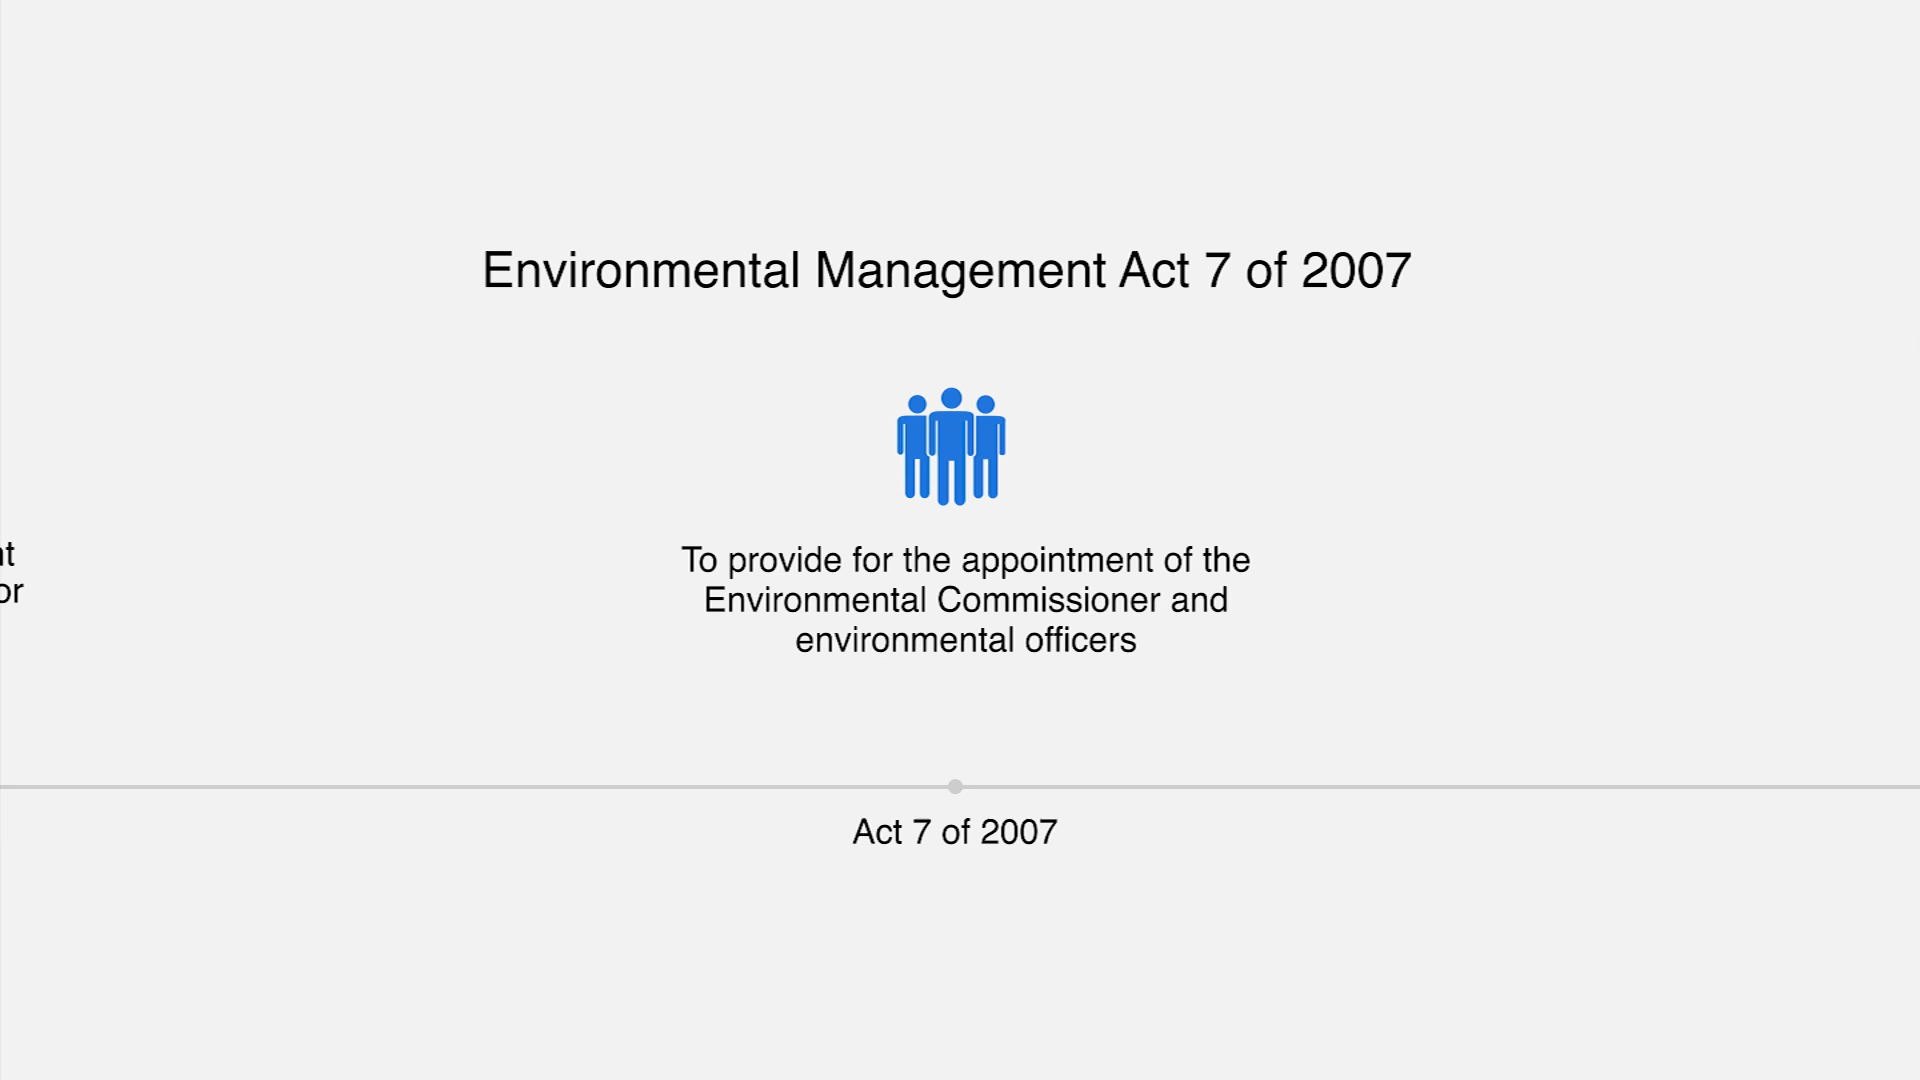 Environmental Management Act 7 of 2007
To provide for the appointment of the
Environmental Commissioner and
environmental officers
Act 7 of 2007